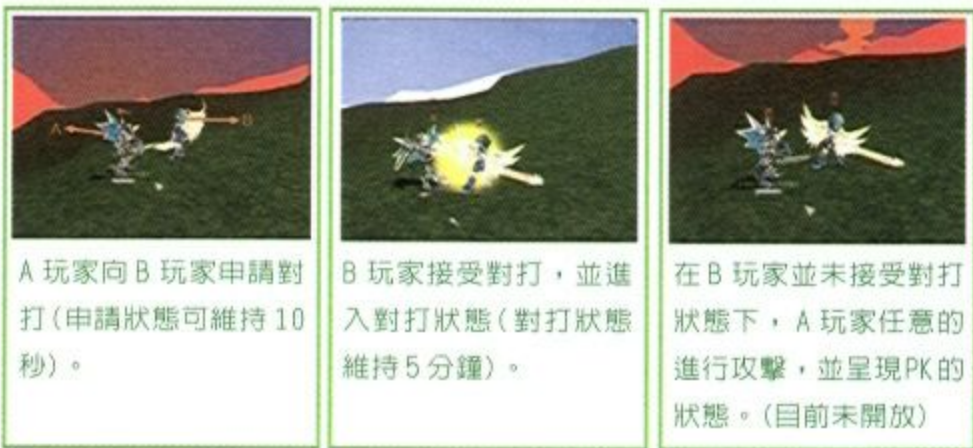 A
B
A 玩家向 B 玩家申請對
打(申請狀態可維持 10
秒)。
B 玩家接受對打，並進
入對打狀態(對打狀態
維持 5 分鐘)。
在 B 玩家並未接受對打
狀態下，A 玩家任意的
進行攻擊，並呈現PK的
狀態。(目前未開放)